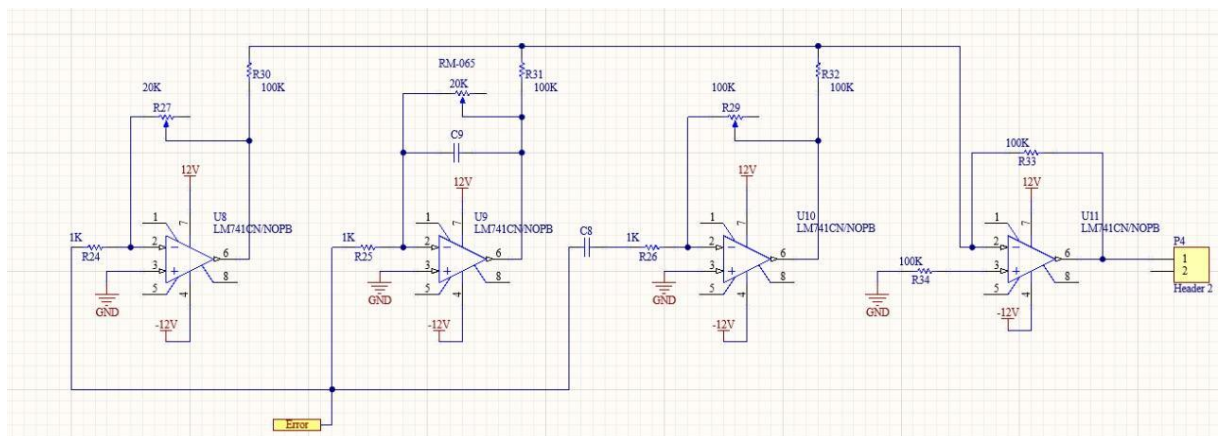 RM-065
R30
100K
20K
R31
100K
R32
100K
20K
R27
100K
R29
C9
100K
R33
12V
12V
12V
12V
1
7
U8
LM741CN/NOPB
1K
R24
2
3
6
8
5
4
GND
-12V
1
7
U9
LM741CN/NOPB
1K
R25
2
3
6
8
5
4
GND
-12V
C8
1K
R26
1
7
U10
LM741CN/NOPB
2
3
6
8
5
4
GND
-12V
1
7
U11
LM741CN/NOPB
2
3
6
8
5
4
100K
R34
GND
-12V
P4
1
2
Header 2
Error